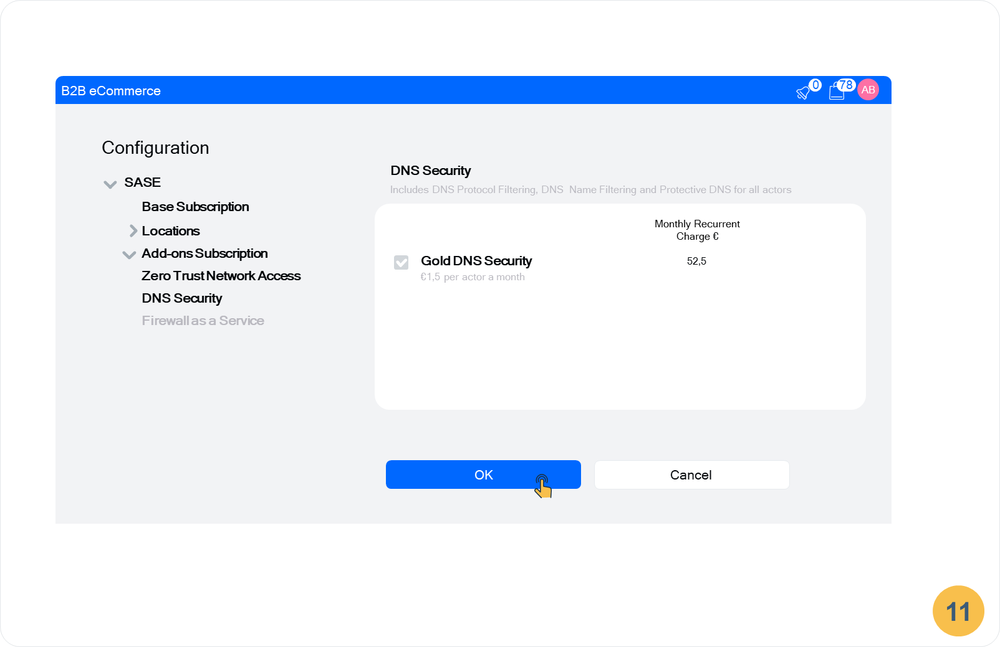 B2B eCommerce
0
78
AB
Configuration
SASE
Base Subscription
Locations
Add-ons Subscription
Zero Trust Network Access
DNS Security
Firewall as a Service
DNS Security
Includes DNS Protocol Filtering, DNS  Name Filtering and Protective DNS for all actors
Monthly Recurrent
Charge €
Gold DNS Security
52,5
€1,5 per actor a month
OK
Cancel
11